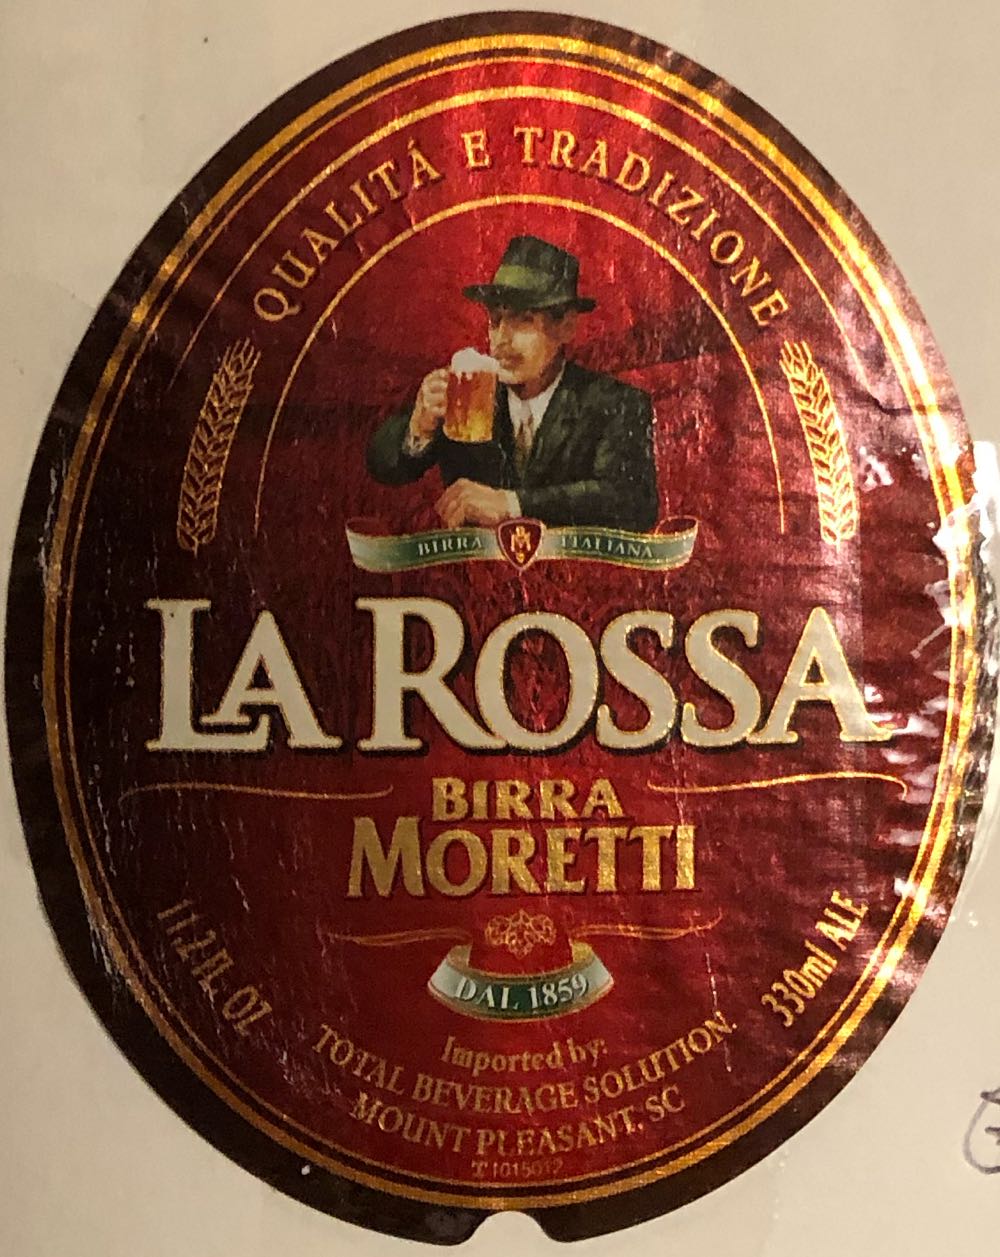 QUALITÁ E TRADIZIONE
BIRRA ITALIANA
LA ROSSA
BIRRA
MORETTI
DAL 1859
11.2 FL OZ
330ml ALE
Imported by:
TOTAL BEVERAGE SOLUTION.
MOUNT PLEASANT, SC